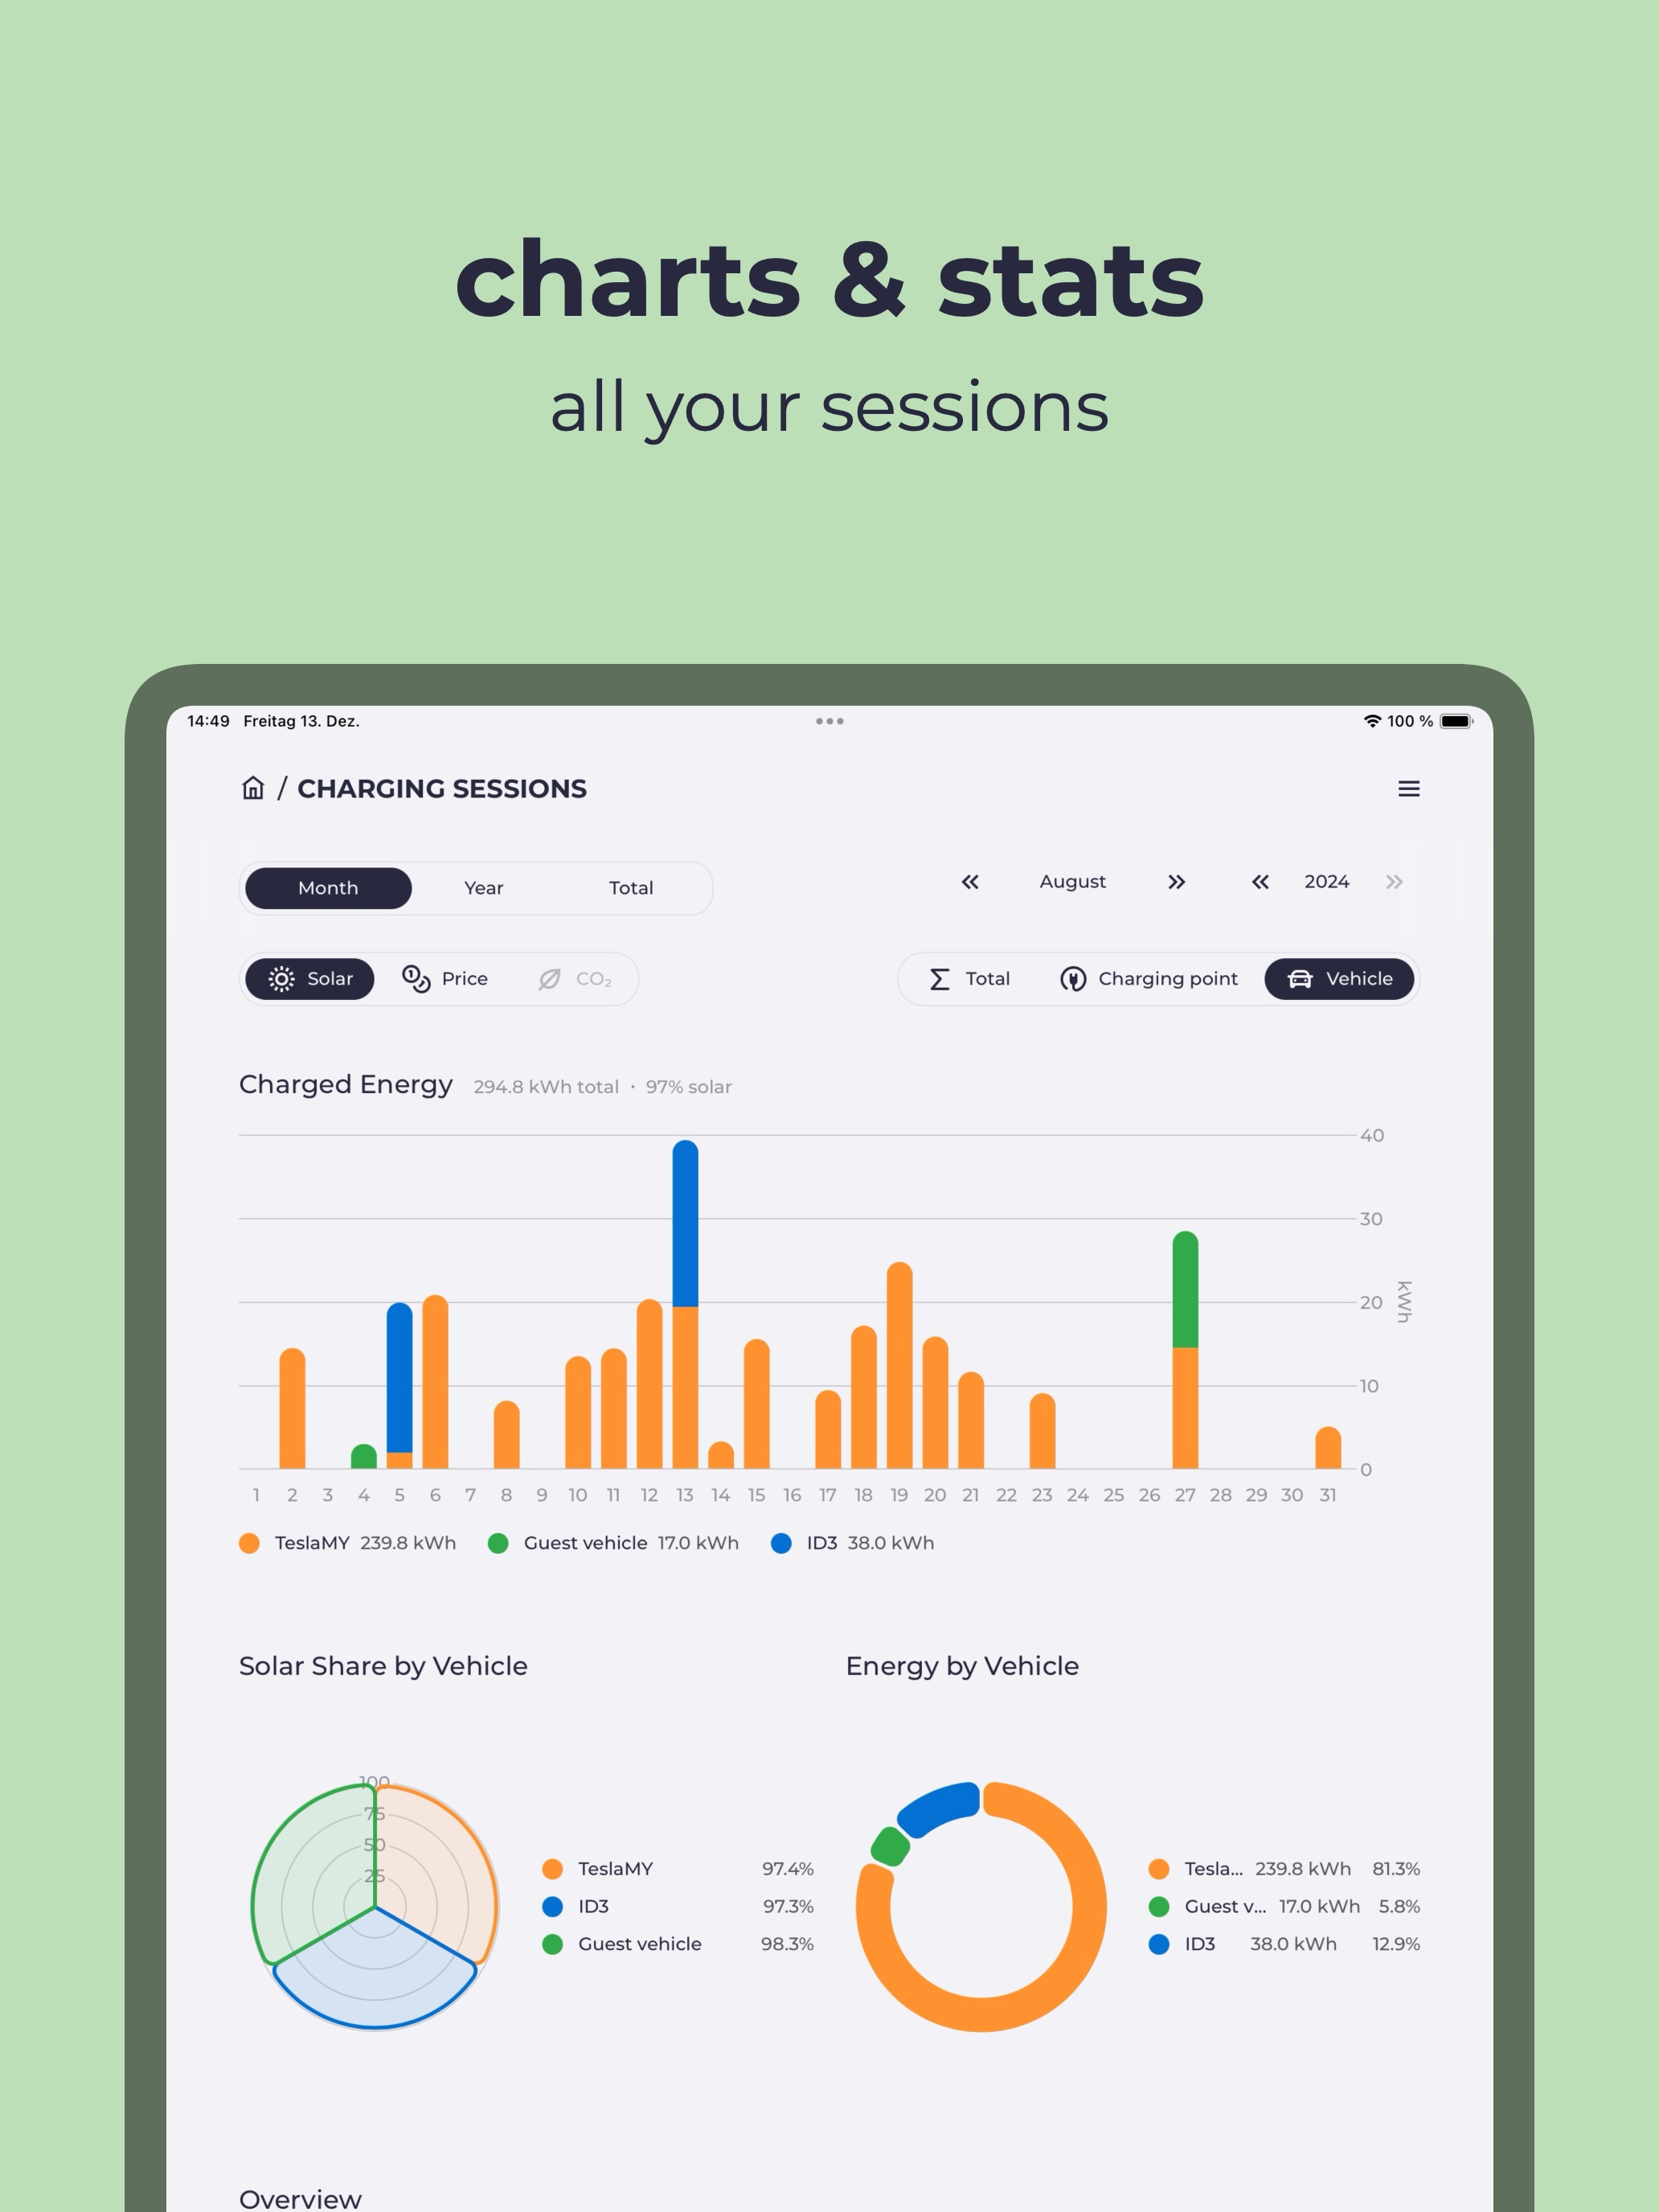 charts & stats
all your sessions
14:49 Freitag 13. Dez.
100 %
/ CHARGING SESSIONS
Month Year Total
August 2024
Solar Price CO₂
Total Charging point Vehicle
Charged Energy 294.8 kWh total • 97% solar
40
30
20
10
0
kWh
1 2 3 4 5 6 7 8 9 10 11 12 13 14 15 16 17 18 19 20 21 22 23 24 25 26 27 28 29 30 31
TeslaMY 239.8 kWh Guest vehicle 17.0 kWh ID3 38.0 kWh
Solar Share by Vehicle
100
75
50
25
TeslaMY 97.4%
ID3 97.3%
Guest vehicle 98.3%
Energy by Vehicle
Tesla... 239.8 kWh 81.3%
Guest v... 17.0 kWh 5.8%
ID3 38.0 kWh 12.9%
Overview